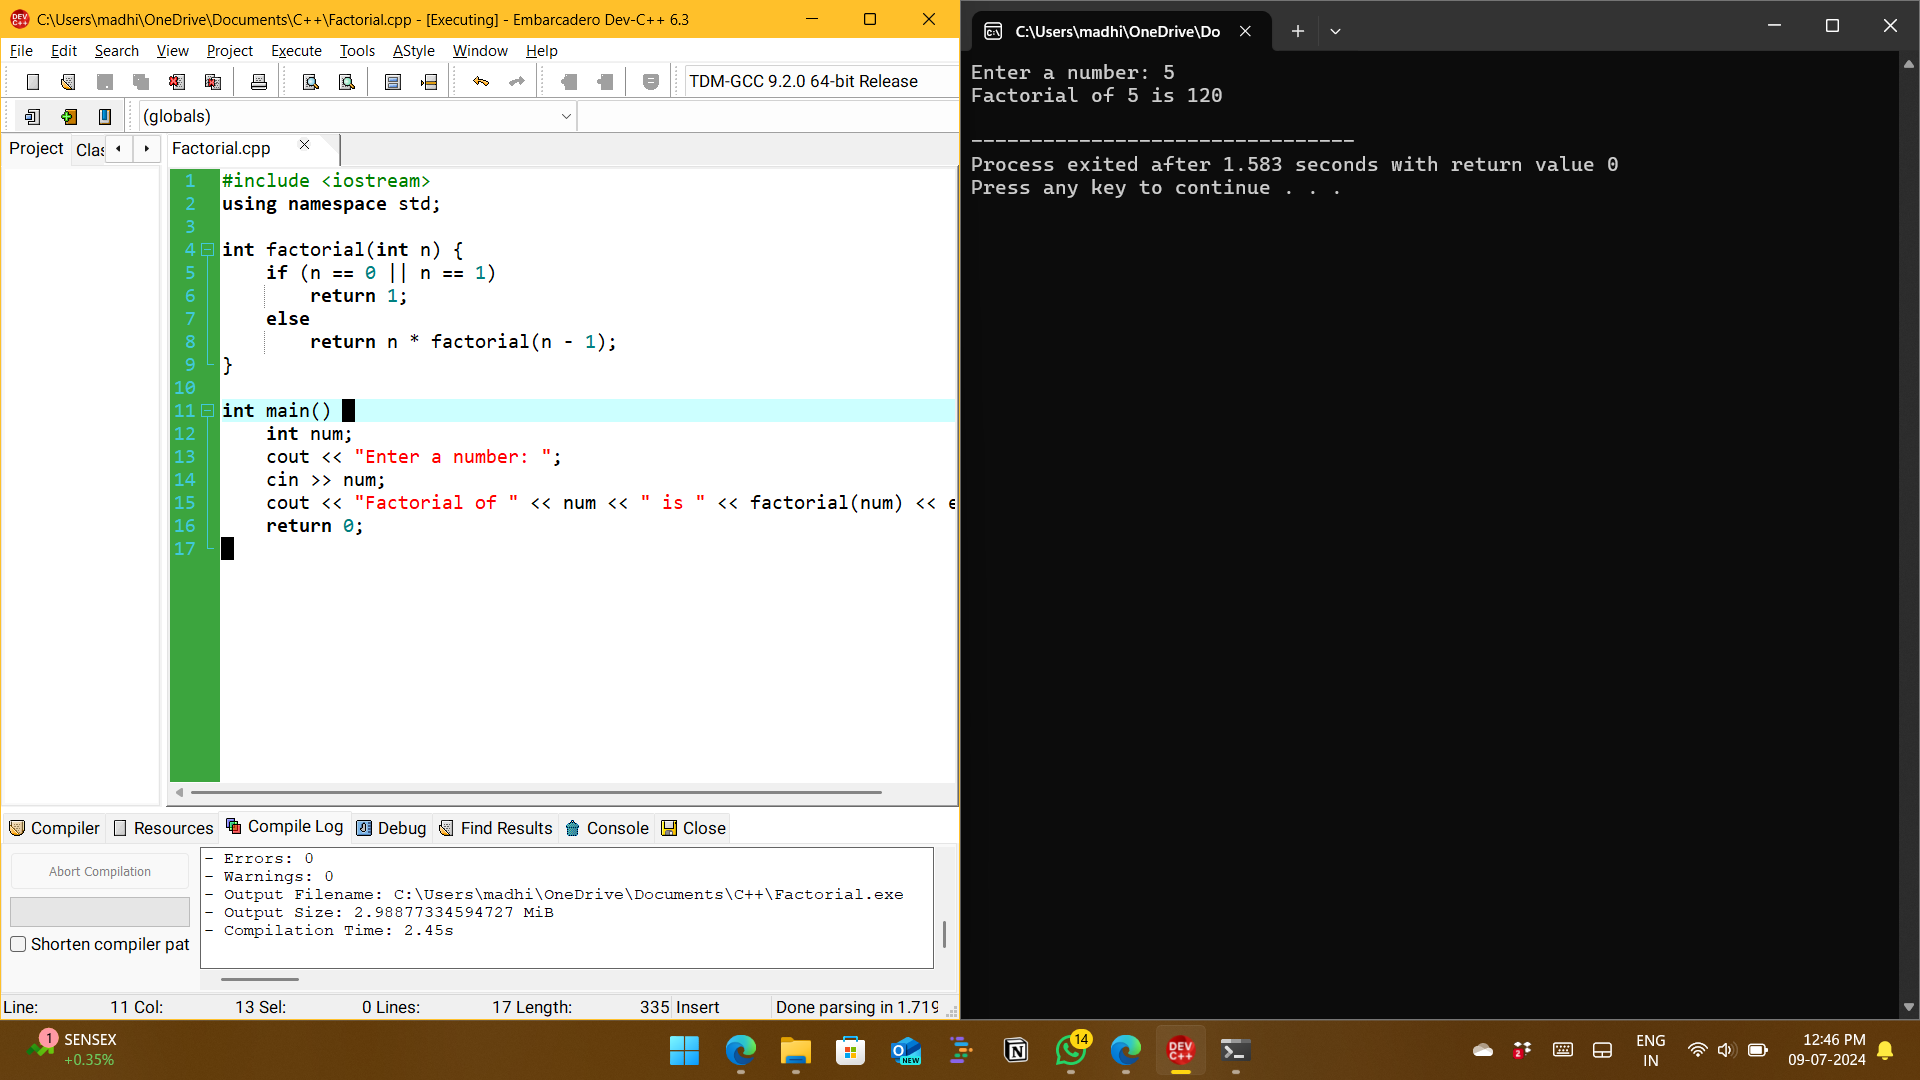 C:\Users\madhi\OneDrive\Documents\C++\Factorial.cpp - [Executing] - Embarcadero Dev-C++ 6.3
File Edit Search View Project Execute Tools AStyle Window Help
TDM-GCC 9.2.0 64-bit Release
(globals)
Project Clas
Factorial.cpp
1 #include <iostream>
2 using namespace std;
3
4 int factorial(int n) {
5 if (n == 0 || n == 1)
6 return 1;
7 else
8 return n * factorial(n - 1);
9 }
10
11 int main()
12 int num;
13 cout << "Enter a number: ";
14 cin >> num;
15 cout << "Factorial of " << num << " is " << factorial(num) << e
16 return 0;
17
Compiler Resources Compile Log Debug Find Results Console Close
Abort Compilation
Shorten compiler pat
- Errors: 0
- Warnings: 0
- Output Filename: C:\Users\madhi\OneDrive\Documents\C++\Factorial.exe
- Output Size: 2.98877334594727 MiB
- Compilation Time: 2.45s
Line: 11 Col: 13 Sel: 0 Lines: 17 Length: 335 Insert Done parsing in 1.719
C:\Users\madhi\OneDrive\Do
Enter a number: 5
Factorial of 5 is 120
--------------------------------
Process exited after 1.583 seconds with return value 0
Press any key to continue . . .
1 SENSEX
+0.35%
NEW
14
DEV
C++
2
ENG
IN
12:46 PM
09-07-2024